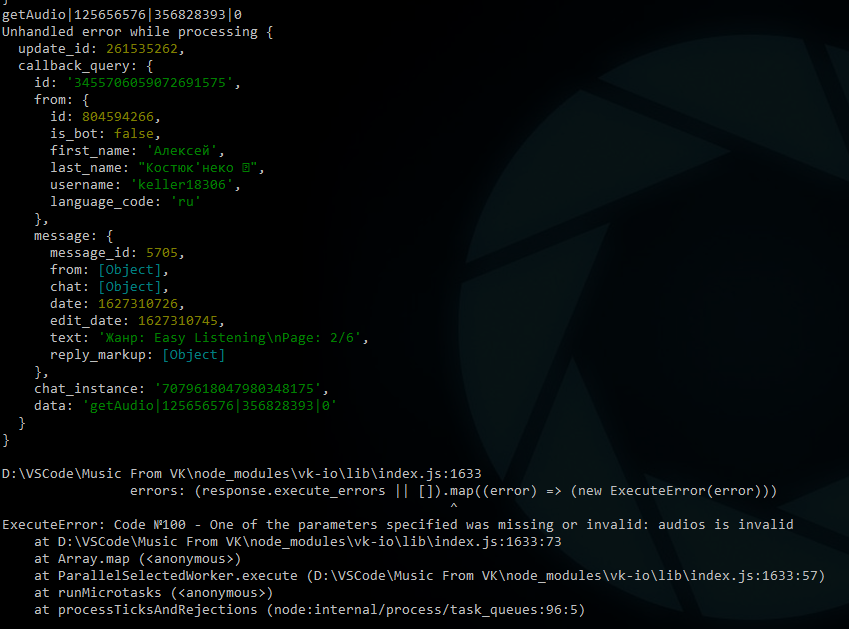 }
getAudio|125656576|356828393|0
Unhandled error while processing {
  update_id: 261535262,
  callback_query: {
    id: '3455706059072691575',
    from: {
      id: 804594266,
      is_bot: false,
      first_name: 'Алексей',
      last_name: "Костюк'неко ⍰",
      username: 'keller18306',
      language_code: 'ru'
    },
    message: {
      message_id: 5705,
      from: [Object],
      chat: [Object],
      date: 1627310726,
      edit_date: 1627310745,
      text: 'Жанр: Easy Listening\nPage: 2/6',
      reply_markup: [Object]
    },
    chat_instance: '7079618047980348175',
    data: 'getAudio|125656576|356828393|0'
  }
}
D:\VSCode\Music From VK\node_modules\vk-io\lib\index.js:1633
                errors: (response.execute_errors || []).map((error) => (new ExecuteError(error)))
                                                        ^
ExecuteError: Code №100 - One of the parameters specified was missing or invalid: audios is invalid
    at D:\VSCode\Music From VK\node_modules\vk-io\lib\index.js:1633:73
    at Array.map (<anonymous>)
    at ParallelSelectedWorker.execute (D:\VSCode\Music From VK\node_modules\vk-io\lib\index.js:1633:57)
    at runMicrotasks (<anonymous>)
    at processTicksAndRejections (node:internal/process/task_queues:96:5)